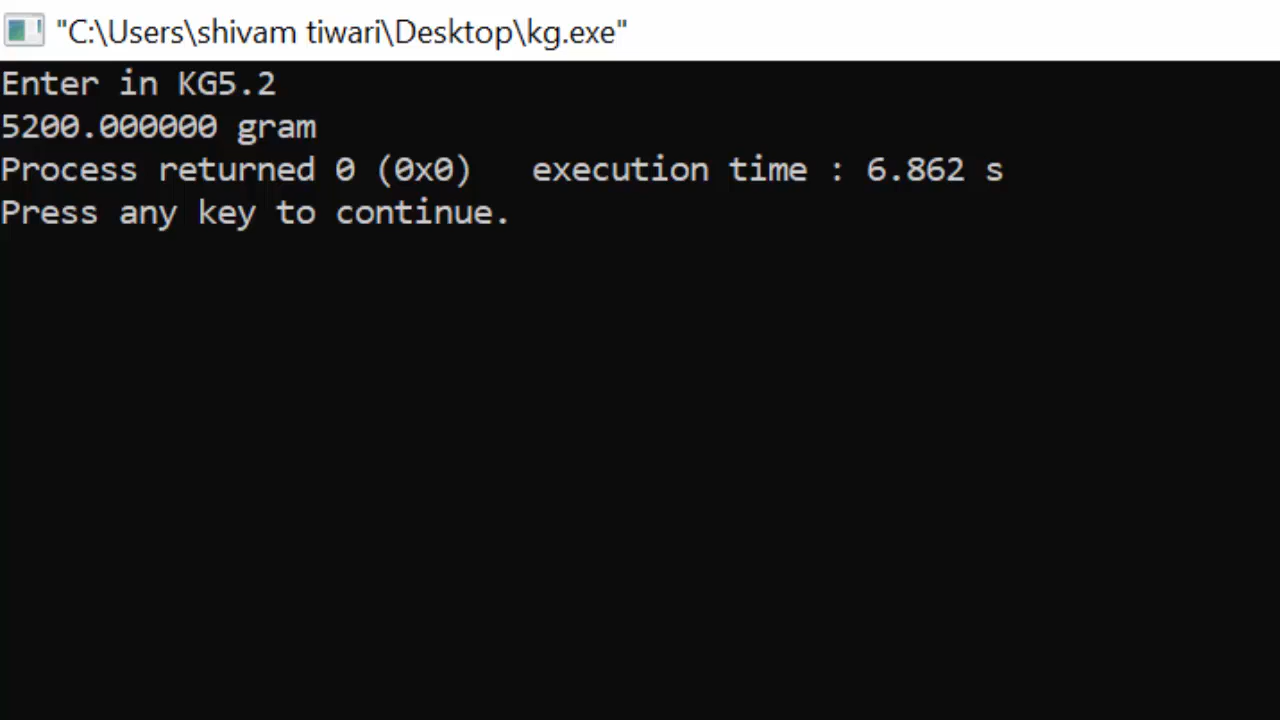 "C:\Users\shivam tiwari\Desktop\kg.exe"
Enter in KG5.2
5200.000000 gram
Process returned 0 (0x0)   execution time : 6.862 s
Press any key to continue.